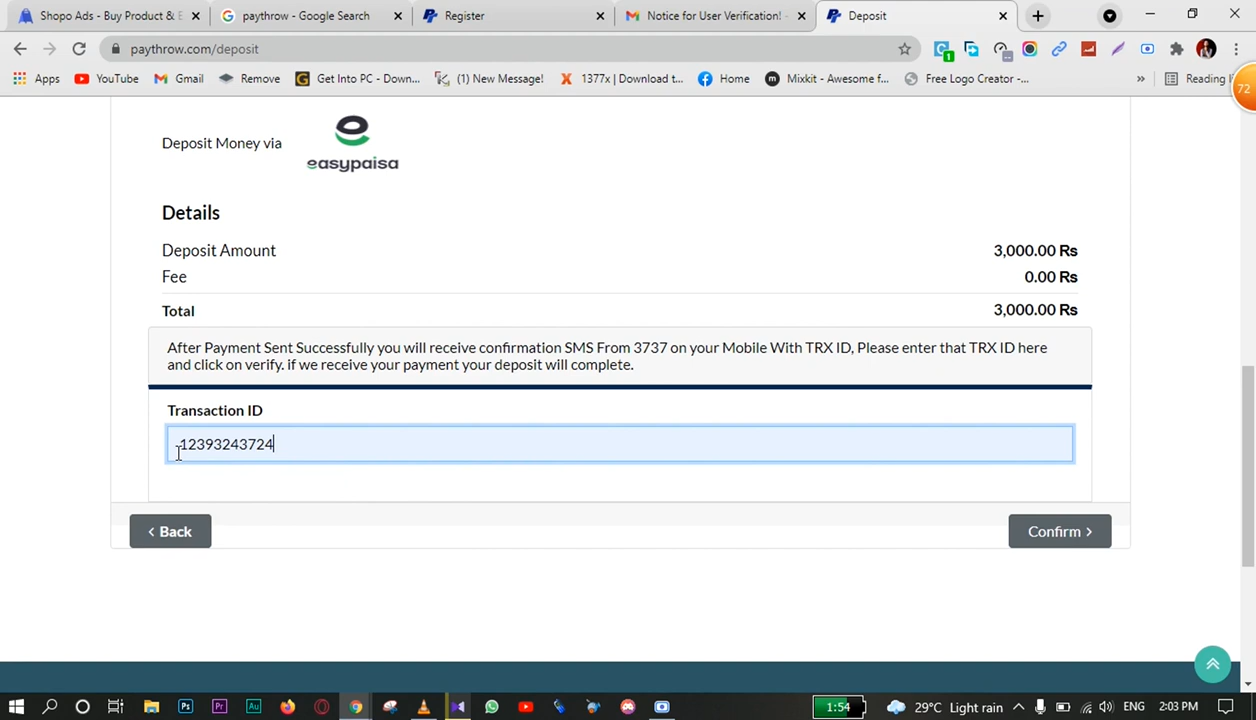 Shopo Ads - Buy Product & E
paythrow - Google Search
Register
Notice for User Verification! -
Deposit
paythrow.com/deposit
Apps
YouTube
Gmail
Remove
Get Into PC - Down...
(1) New Message!
1377x | Download t...
Home
Mixkit - Awesome f...
Free Logo Creator -...
»
Reading
72
Deposit Money via
easypaisa
Details
Deposit Amount 3,000.00 Rs
Fee 0.00 Rs
Total 3,000.00 Rs
After Payment Sent Successfully you will receive confirmation SMS From 3737 on your Mobile With TRX ID, Please enter that TRX ID here
and click on verify. if we receive your payment your deposit will complete.
Transaction ID
12393243724
‹ Back
Confirm ›
1:54
29°C Light rain
ENG
2:03 PM